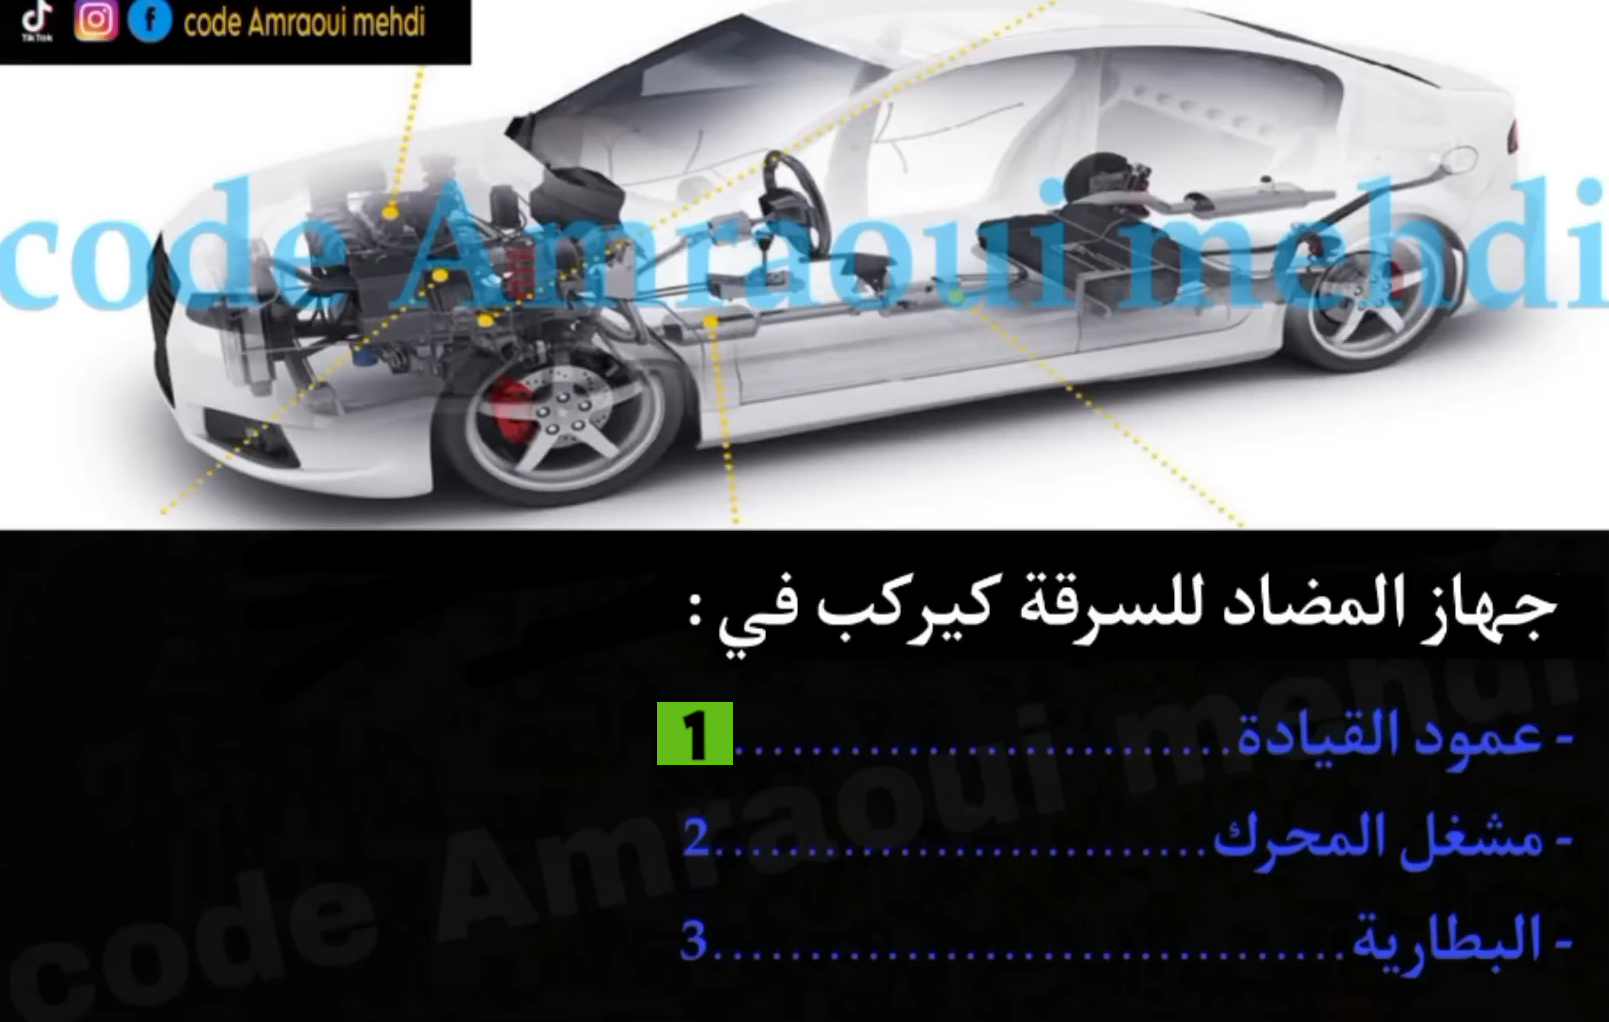 TikTok code Amraoui mehdi
code Amraoui mehdi
جهاز المضاد للسرقة كيركب في :
- عمود القيادة...............................1
- مشغل المحرك...............................2
- البطارية........................................3
code Amraoui mehdi